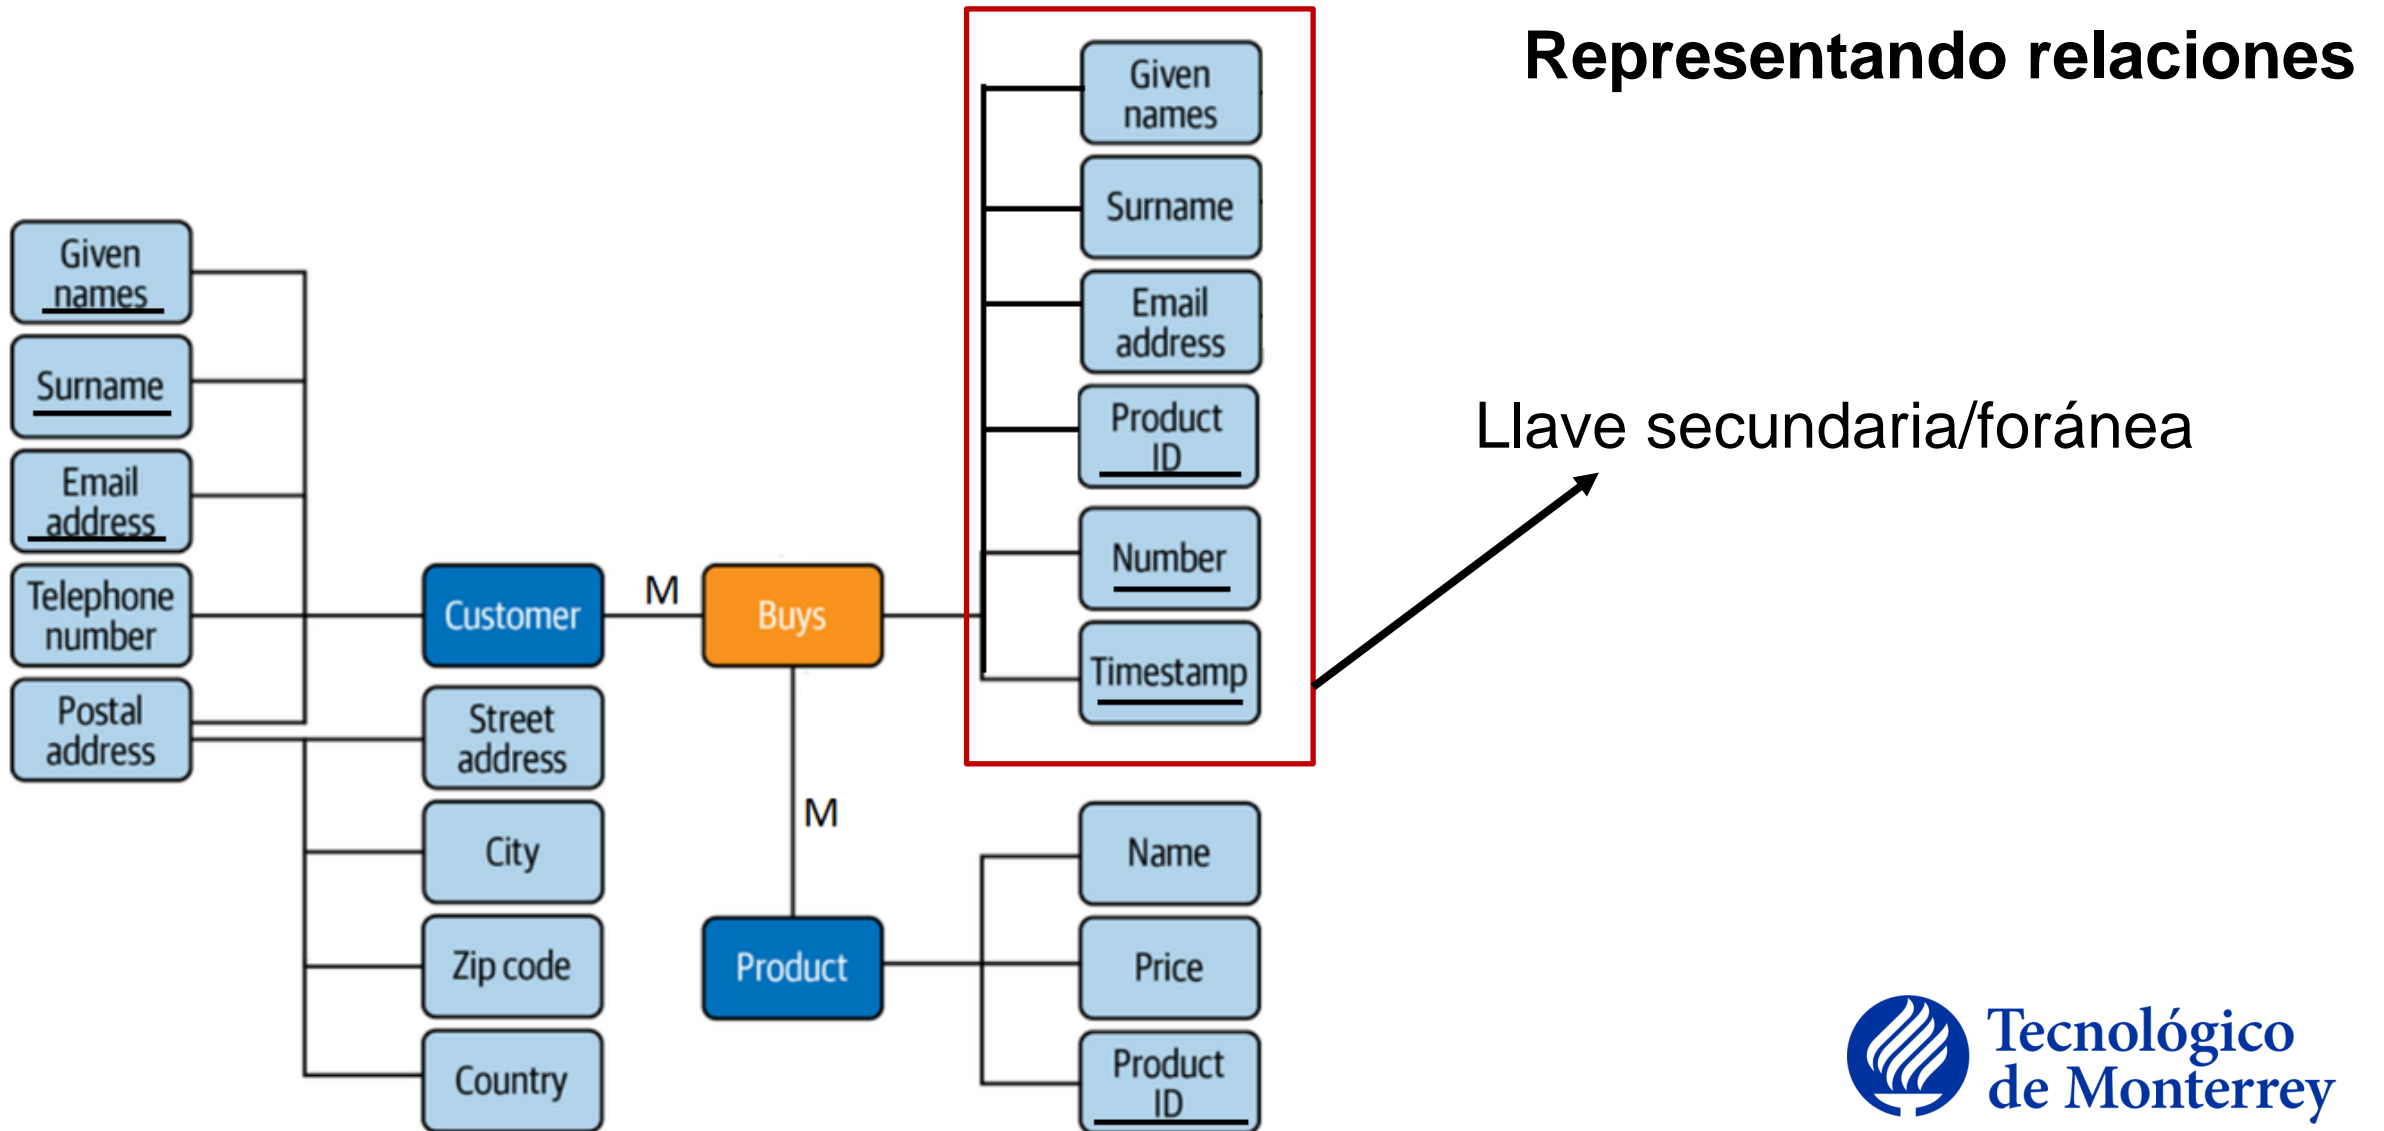 Representando relaciones
Given
names
Surname
Email
address
Product
ID
Number
Timestamp
Llave secundaria/foránea
Given
names
Surname
Email
address
Telephone
number
Postal
address
Customer
M
Buys
Street
address
City
Zip code
Country
M
Product
Name
Price
Product
ID
Tecnológico
de Monterrey